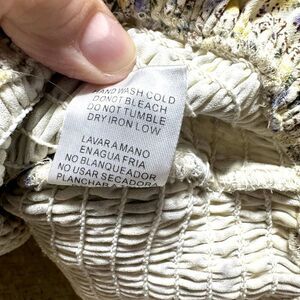 HAND WASH COLD
DO NOT BLEACH
DO NOT TUMBLE
DRY IRON LOW
LAVAR A MANO
EN AGUA FRIA
NO BLANQUEADOR
NO USAR SECADORA
PLANCHAR